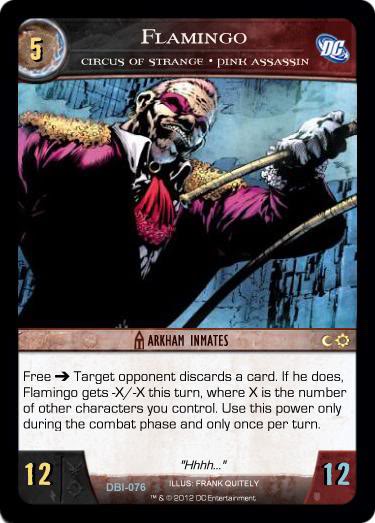 5
FLAMINGO
DC
CIRCUS OF STRANGE • PINK ASSASSIN
ARKHAM INMATES
Free ➔ Target opponent discards a card. If he does,
Flamingo gets -X/-X this turn, where X is the number
of other characters you control. Use this power only
during the combat phase and only once per turn.
"Hhhh..."
12
DBI-076
ILLUS: FRANK QUITELY
12
™ & © 2012 DC Entertainment